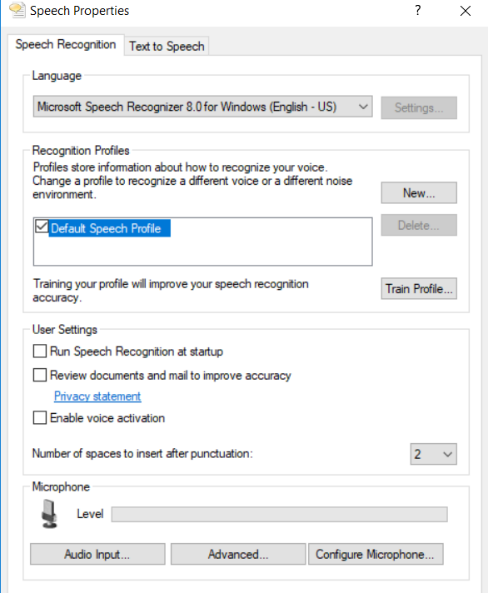 Speech Properties
Speech Recognition
Text to Speech
Language
Microsoft Speech Recognizer 8.0 for Windows (English - US)
Settings...
Recognition Profiles
Profiles store information about how to recognize your voice.
Change a profile to recognize a different voice or a different noise
environment.
New...
Default Speech Profile
Delete...
Training your profile will improve your speech recognition
accuracy.
Train Profile...
User Settings
Run Speech Recognition at startup
Review documents and mail to improve accuracy
Privacy statement
Enable voice activation
Number of spaces to insert after punctuation:
2
Microphone
Level
Audio Input...
Advanced...
Configure Microphone...